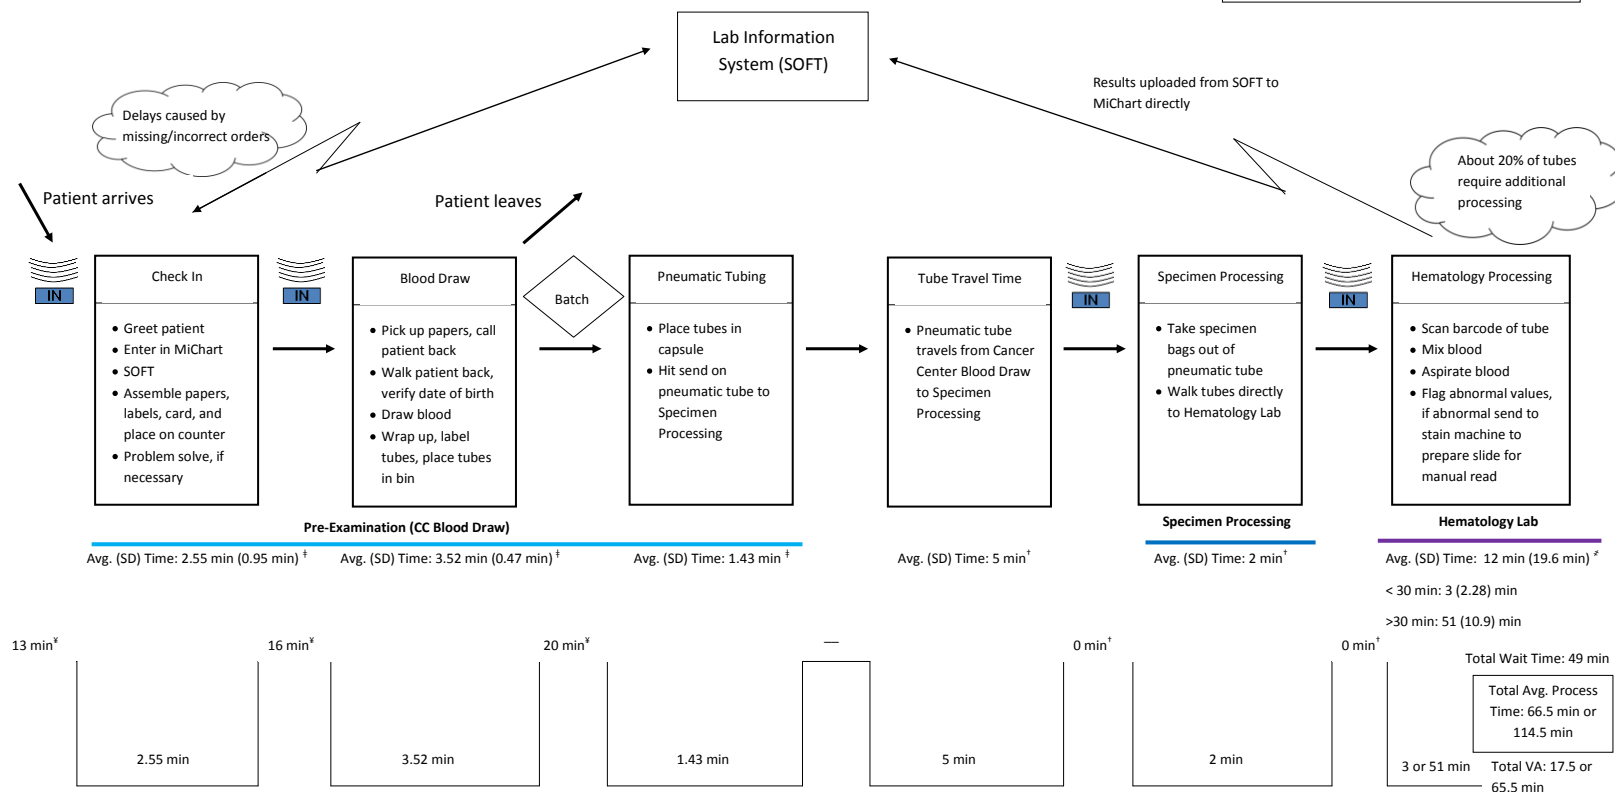 Lab Information
System (SOFT)
Results uploaded from SOFT to
MiChart directly
Delays caused by
missing/incorrect orders
About 20% of tubes
require additional
processing
Patient arrives
Patient leaves
IN
Check In
• Greet patient
• Enter in MiChart
• SOFT
• Assemble papers,
labels, card, and
place on counter
• Problem solve, if
necessary
IN
Blood Draw
• Pick up papers, call
patient back
• Walk patient back,
verify date of birth
• Draw blood
• Wrap up, label
tubes, place tubes
in bin
Batch
Pneumatic Tubing
• Place tubes in
capsule
• Hit send on
pneumatic tube to
Specimen
Processing
Tube Travel Time
• Pneumatic tube
travels from Cancer
Center Blood Draw
to Specimen
Processing
IN
Specimen Processing
• Take specimen
bags out of
pneumatic tube
• Walk tubes directly
to Hematology Lab
IN
Hematology Processing
• Scan barcode of tube
• Mix blood
• Aspirate blood
• Flag abnormal values,
if abnormal send to
stain machine to
prepare slide for
manual read
Pre-Examination (CC Blood Draw)
Specimen Processing
Hematology Lab
Avg. (SD) Time: 2.55 min (0.95 min) ‡
Avg. (SD) Time: 3.52 min (0.47 min) ‡
Avg. (SD) Time: 1.43 min ‡
Avg. (SD) Time: 5 min†
Avg. (SD) Time: 2 min†
Avg. (SD) Time: 12 min (19.6 min)
< 30 min: 3 (2.28) min
>30 min: 51 (10.9) min
13 min¥
16 min¥
20 min¥
—
0 min†
0 min†
Total Wait Time: 49 min
Total Avg. Process
Time: 66.5 min or
114.5 min
2.55 min
3.52 min
1.43 min
5 min
2 min
3 or 51 min
Total VA: 17.5 or
65.5 min